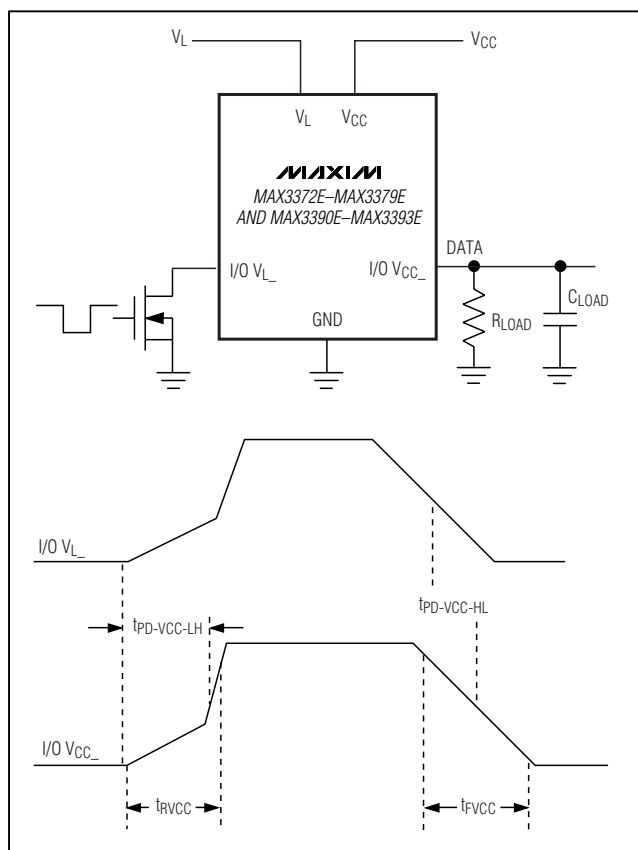 VL
VCC
VL VCC
MAXIM
MAX3372E–MAX3379E
AND MAX3390E–MAX3393E
DATA
I/O VL_
I/O VCC_
CLOAD
RLOAD
GND
I/O VL_
tPD-VCC-LH
tPD-VCC-HL
I/O VCC_
tRVCC
tFVCC